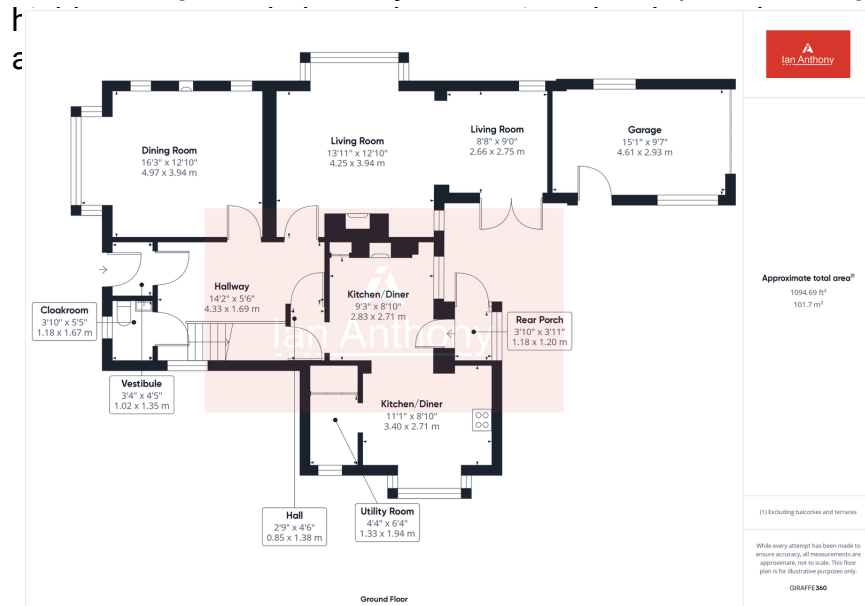 Ian Anthony
Dining Room
16'3" x 12'10"
4.97 x 3.94 m
Living Room
13'11" x 12'10"
4.25 x 3.94 m
Living Room
8'8" x 9'0"
2.66 x 2.75 m
Garage
15'1" x 9'7"
4.61 x 2.93 m
Hallway
14'2" x 5'6"
4.33 x 1.69 m
Kitchen/Diner
9'3" x 8'10"
2.83 x 2.71 m
Cloakroom
3'10" x 5'5"
1.18 x 1.67 m
Rear Porch
3'10" x 3'11"
1.18 x 1.20 m
Ian Anthony
Vestibule
3'4" x 4'5"
1.02 x 1.35 m
Kitchen/Diner
11'1" x 8'10"
3.40 x 2.71 m
Hall
2'9" x 4'6"
0.85 x 1.38 m
Utility Room
4'4" x 6'4"
1.33 x 1.94 m
Ground Floor
Approximate total area(1)
1094.69 ft²
101.7 m²
(1) Excluding balconies and terraces
While every attempt has been made to
ensure accuracy, all measurements are
approximate, not to scale. This floor
plan is for illustrative purposes only.
GIRAFFE360